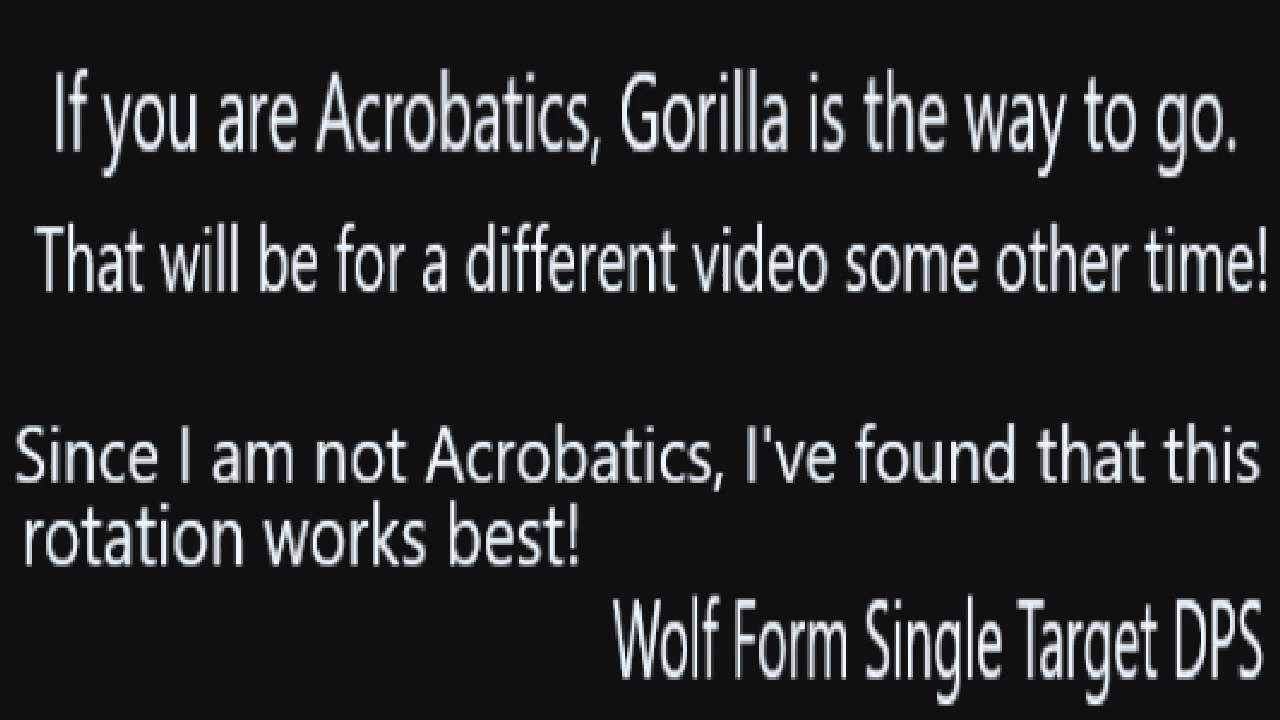 If you are Acrobatics, Gorilla is the way to go.
That will be for a different video some other time!
Since I am not Acrobatics, I've found that this
rotation works best!
Wolf Form Single Target DPS